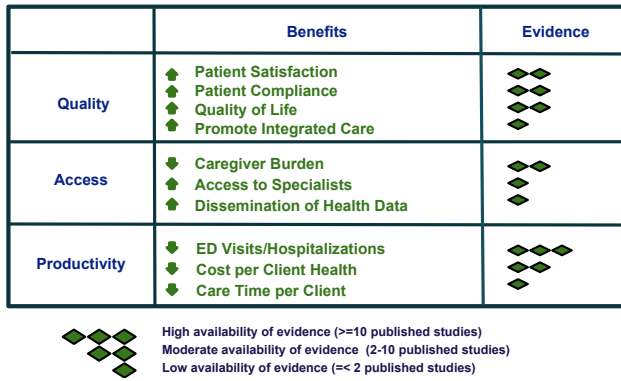 Benefits Evidence
Quality
Patient Satisfaction
Patient Compliance
Quality of Life
Promote Integrated Care
Access
Caregiver Burden
Access to Specialists
Dissemination of Health Data
Productivity
ED Visits/Hospitalizations
Cost per Client Health
Care Time per Client
High availability of evidence (>=10 published studies)
Moderate availability of evidence (2-10 published studies)
Low availability of evidence (=< 2 published studies)